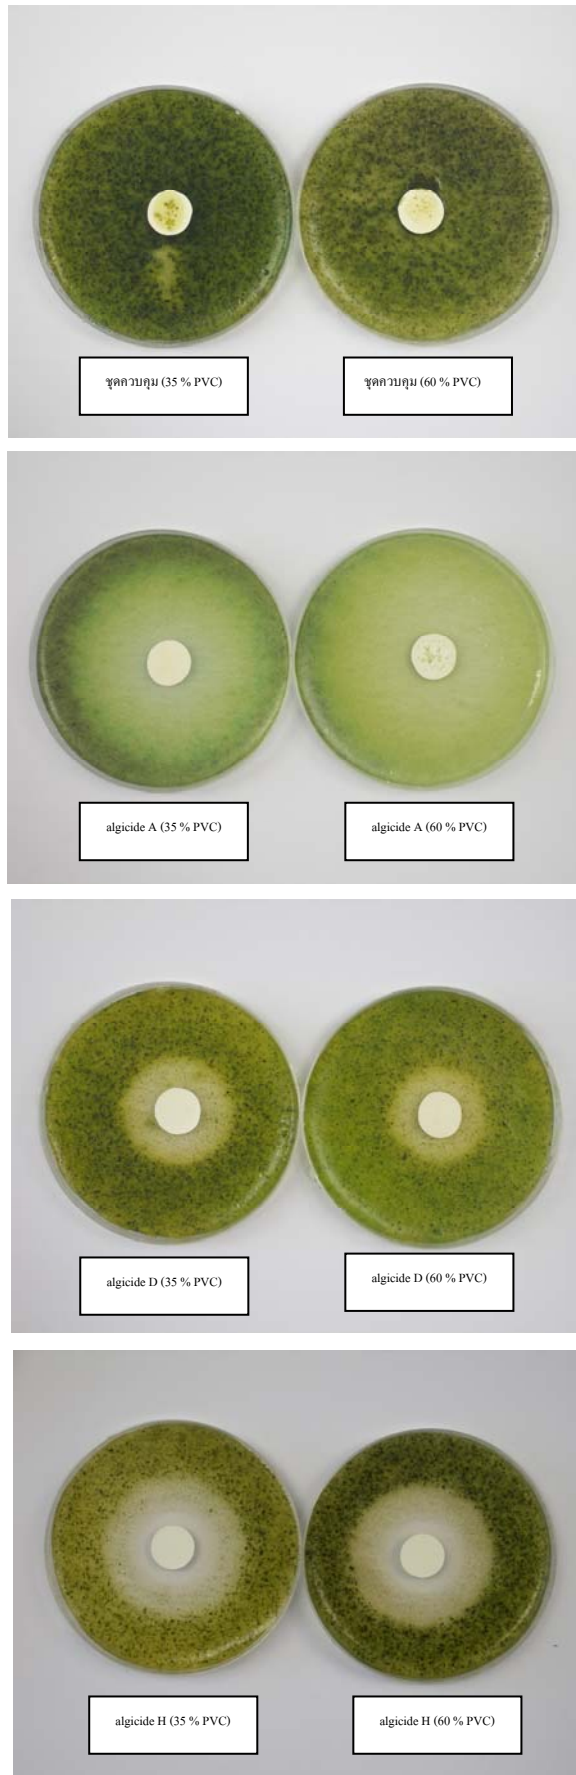 ชุดควบคุม (35 % PVC)
ชุดควบคุม (60 % PVC)
algicide A (35 % PVC)
algicide A (60 % PVC)
algicide D (35 % PVC)
algicide D (60 % PVC)
algicide H (35 % PVC)
algicide H (60 % PVC)